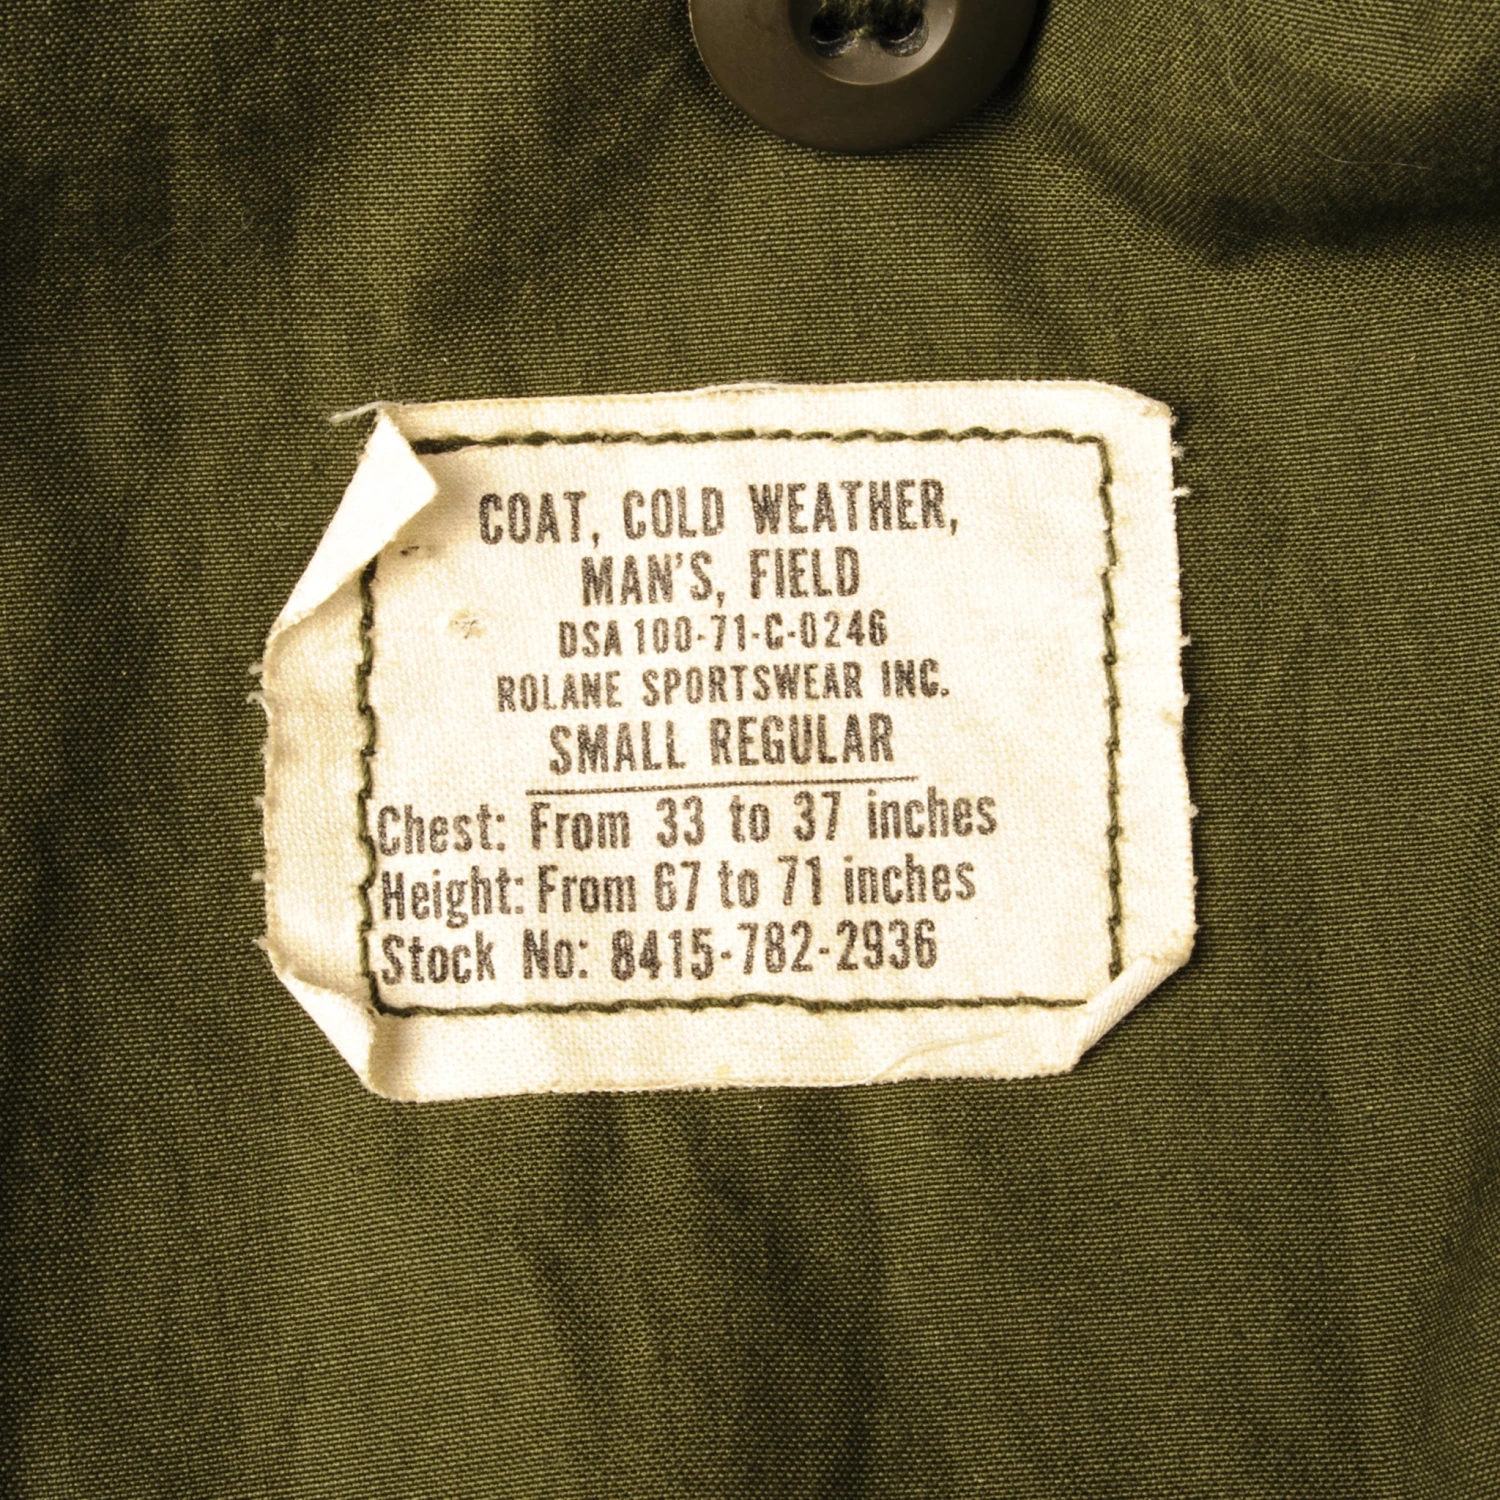 COAT, COLD WEATHER,
MAN'S, FIELD
DSA 100-71-C-0246
ROLANE SPORTSWEAR INC.
SMALL REGULAR
Chest: From 33 to 37 inches
Height: From 67 to 71 inches
Stock No: 8415-782-2936